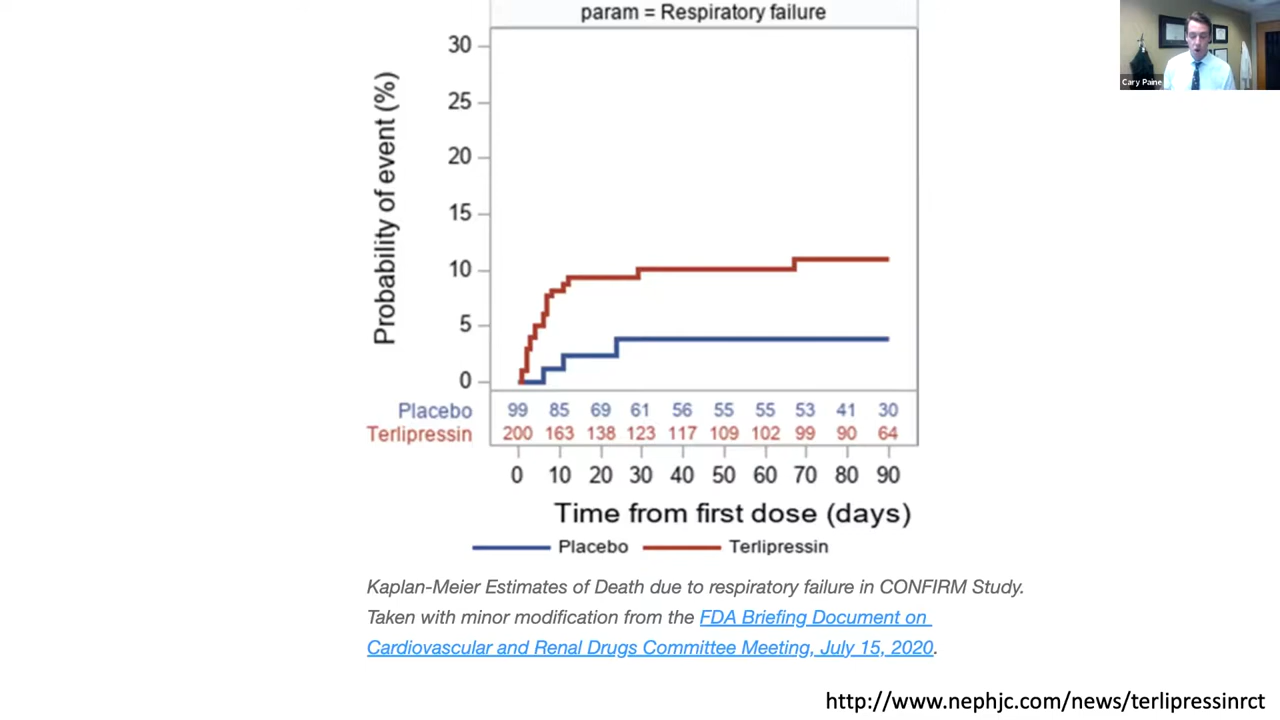 param = Respiratory failure
Cary Paine
Probability of event (%)
30
25
20
15
10
5
0
Placebo 99 85 69 61 56 55 55 53 41 30
Terlipressin 200 163 138 123 117 109 102 99 90 64
0 10 20 30 40 50 60 70 80 90
Time from first dose (days)
Placebo Terlipressin
Kaplan-Meier Estimates of Death due to respiratory failure in CONFIRM Study.
Taken with minor modification from the FDA Briefing Document on
Cardiovascular and Renal Drugs Committee Meeting, July 15, 2020.
http://www.nephjc.com/news/terlipressinrct